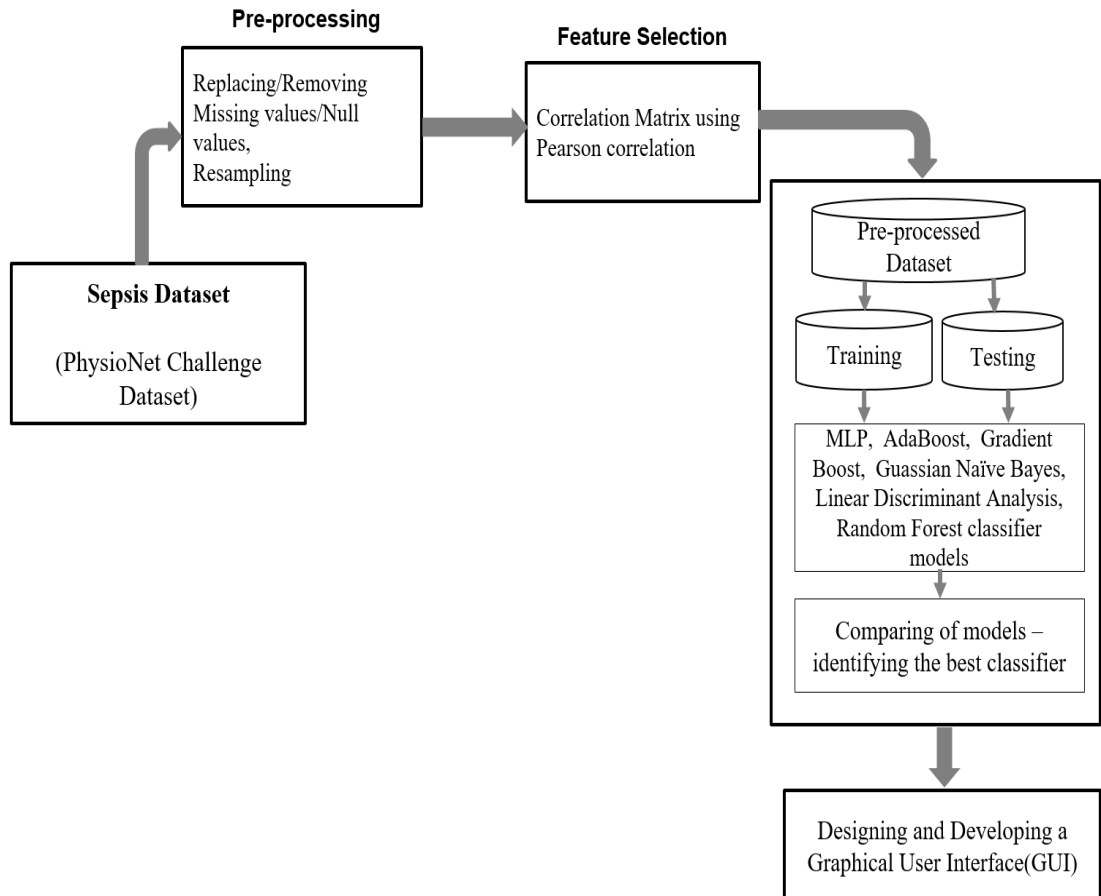 Pre-processing
Replacing/Removing
Missing values/Null
values,
Resampling
Feature Selection
Correlation Matrix using
Pearson correlation
Sepsis Dataset
(PhysioNet Challenge
Dataset)
Pre-processed
Dataset
Training
Testing
MLP, AdaBoost, Gradient
Boost, Guassian Naïve Bayes,
Linear Discriminant Analysis,
Random Forest classifier
models
Comparing of models –
identifying the best classifier
Designing and Developing a
Graphical User Interface(GUI)